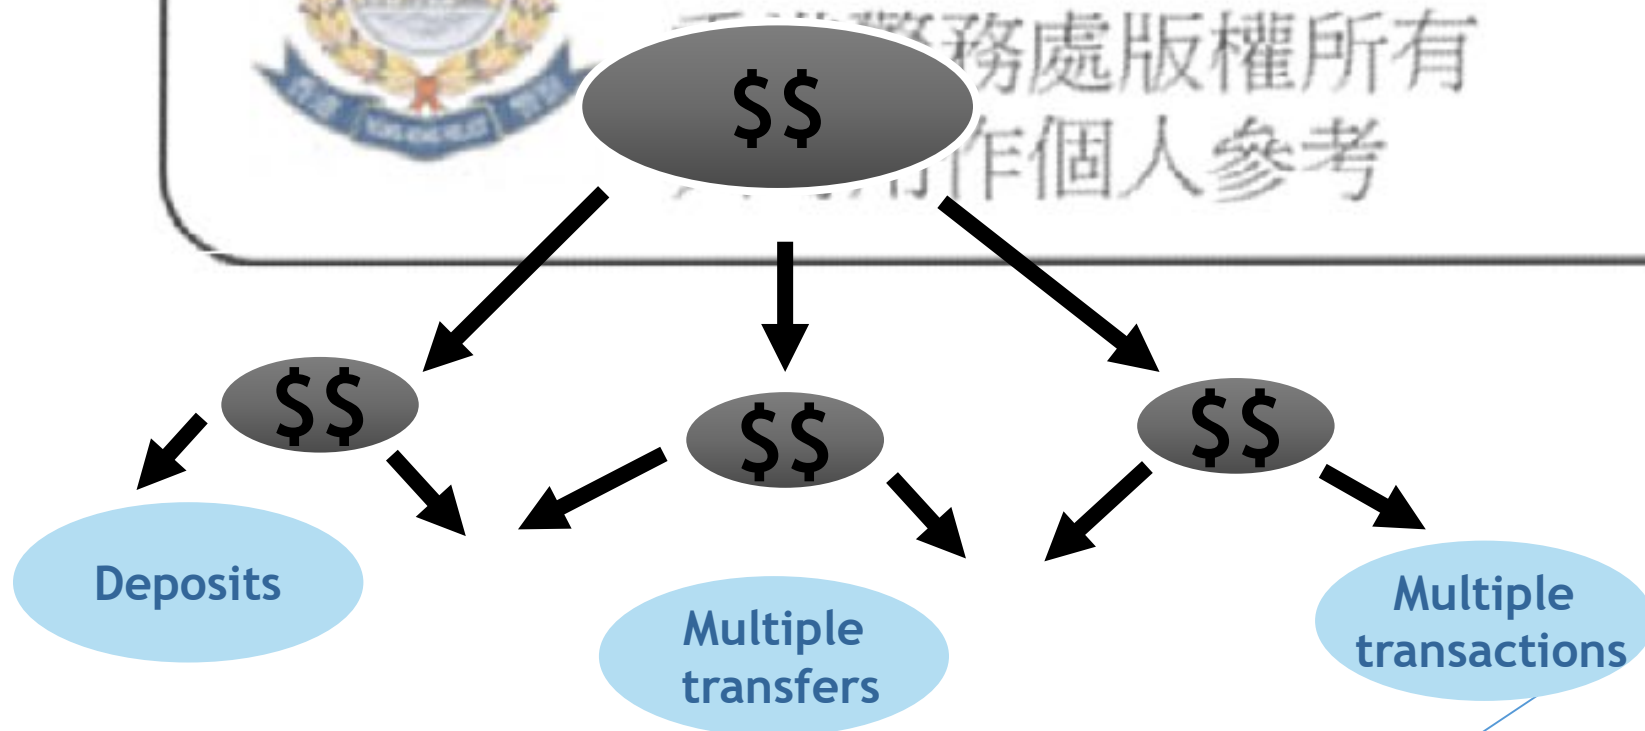 務處版權所有
$$
作個人參考
$$
$$
$$
Deposits
Multiple
transfers
Multiple
transactions